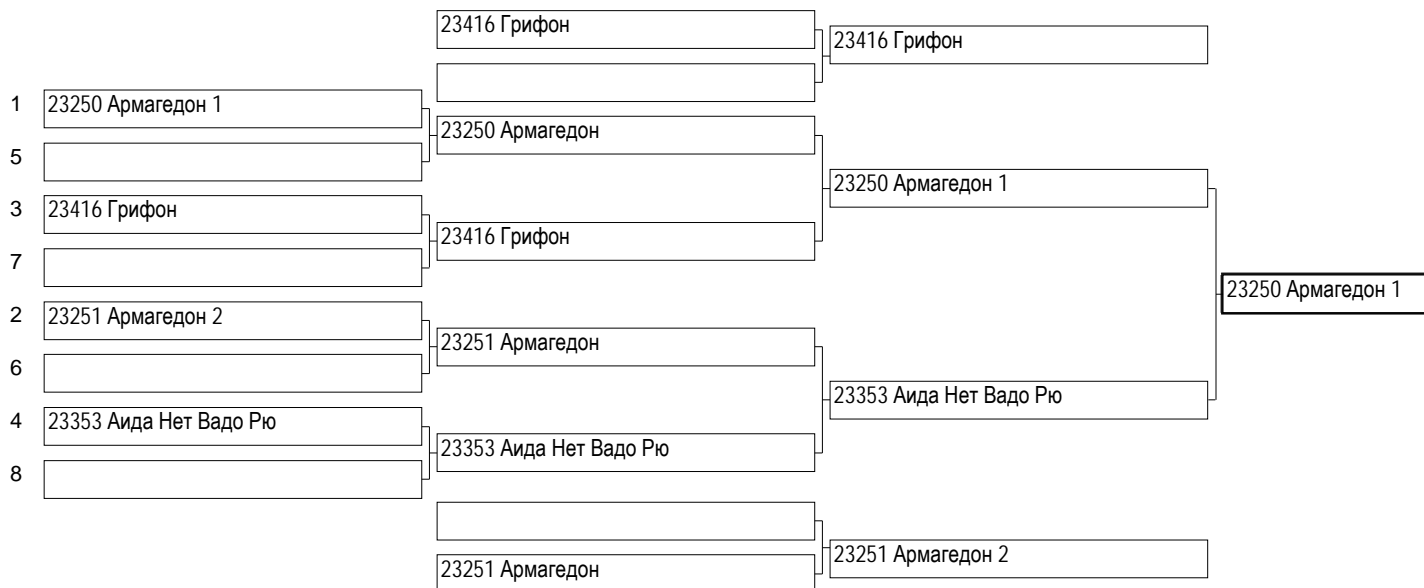 23416 Грифон
23416 Грифон
1 23250 Армагедон 1
23250 Армагедон
5
23250 Армагедон 1
3 23416 Грифон
23416 Грифон
7
23250 Армагедон 1
2 23251 Армагедон 2
23251 Армагедон
6
23353 Аида Нет Вадо Рю
4 23353 Аида Нет Вадо Рю
23353 Аида Нет Вадо Рю
8
23251 Армагедон 2
23251 Армагедон